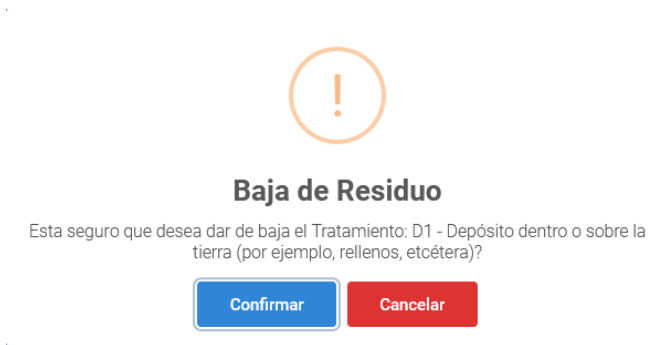 !
Baja de Residuo
Esta seguro que desea dar de baja el Tratamiento: D1 - Depósito dentro o sobre la
tierra (por ejemplo, rellenos, etcétera)?
Confirmar Cancelar